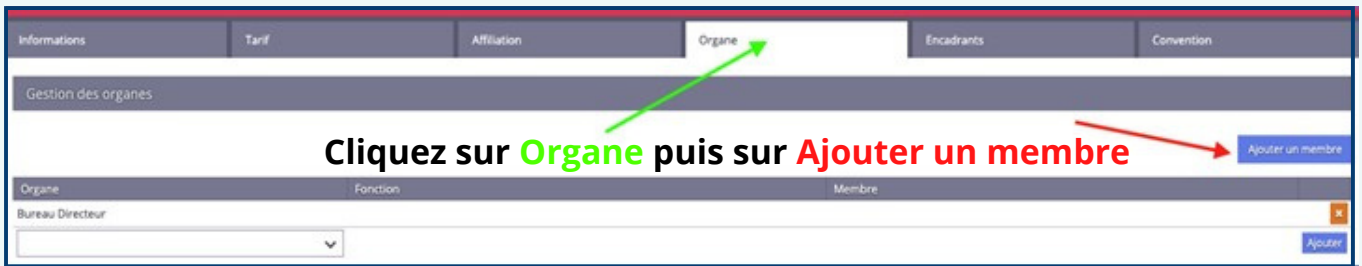 Informations Tarif Affiliation Organe Encadrants Convention
Gestion des organes
Cliquez sur Organe puis sur Ajouter un membre
Ajouter un membre
Organe Fonction Membre
Bureau Directeur
Ajouter